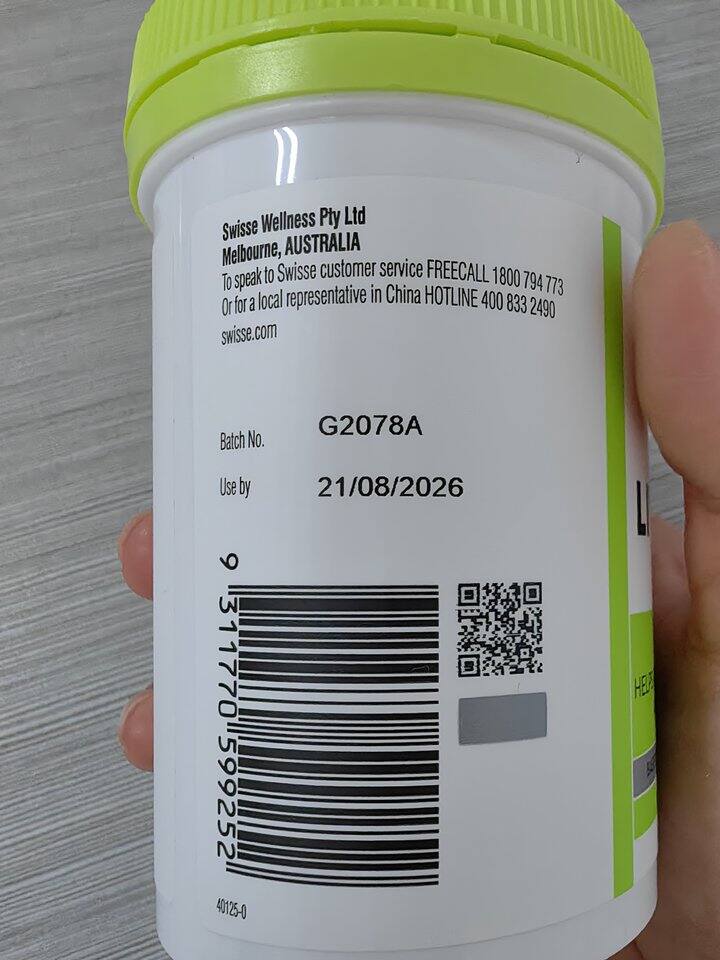 Swisse Wellness Pty Ltd
Melbourne, AUSTRALIA
To speak to Swisse customer service FREECALL 1800 794 773
Or for a local representative in China HOTLINE 400 833 2490
swisse.com
Batch No. G2078A
Use by 21/08/2026
9 311770 599252
40125-0